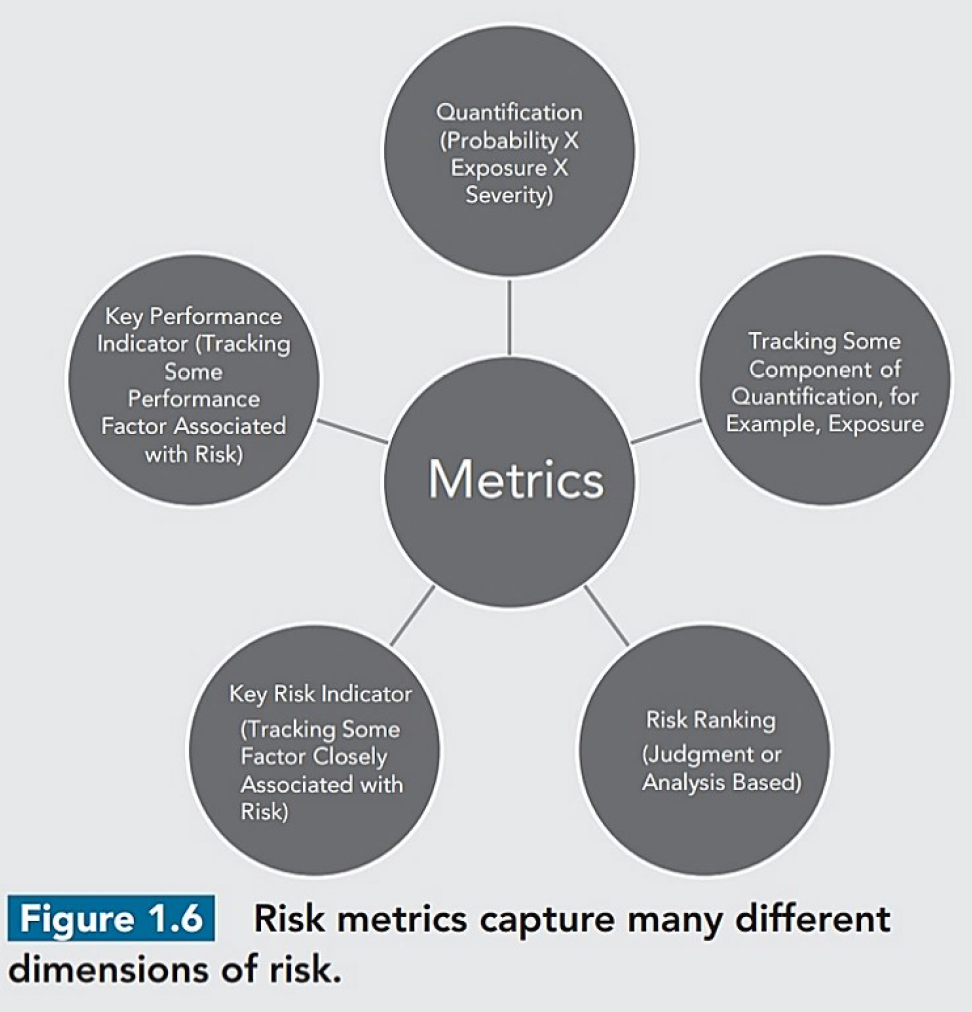 Quantification
(Probability X
Exposure X
Severity)
Key Performance
Indicator (Tracking
Some
Performance
Factor Associated
with Risk)
Tracking Some
Component of
Quantification, for
Example, Exposure
Metrics
Key Risk Indicator
(Tracking Some
Factor Closely
Associated with
Risk)
Risk Ranking
(Judgment or
Analysis Based)
Figure 1.6 Risk metrics capture many different
dimensions of risk.